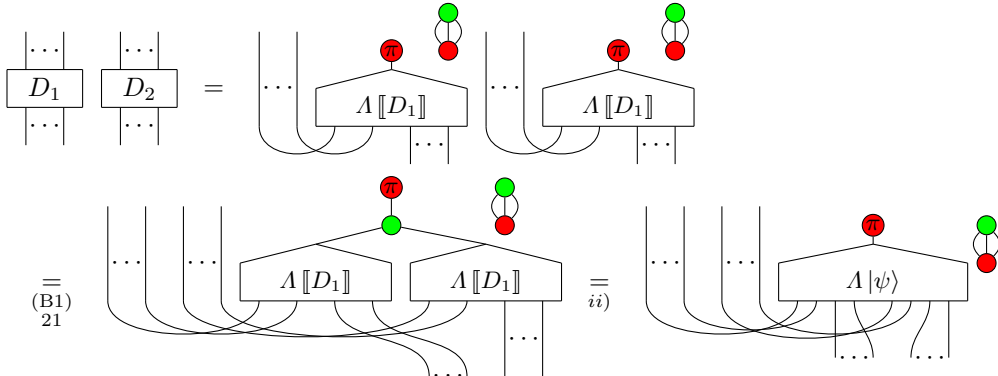 ... ... π ... π ...
D₁ D₂ = Λ⟦D₁⟧ Λ⟦D₁⟧
... ... ... ...
π π
... ... Λ⟦D₁⟧ Λ⟦D₁⟧ = ... ... Λ|ψ⟩
=
(B1)
21
ii)
... ... ... ...